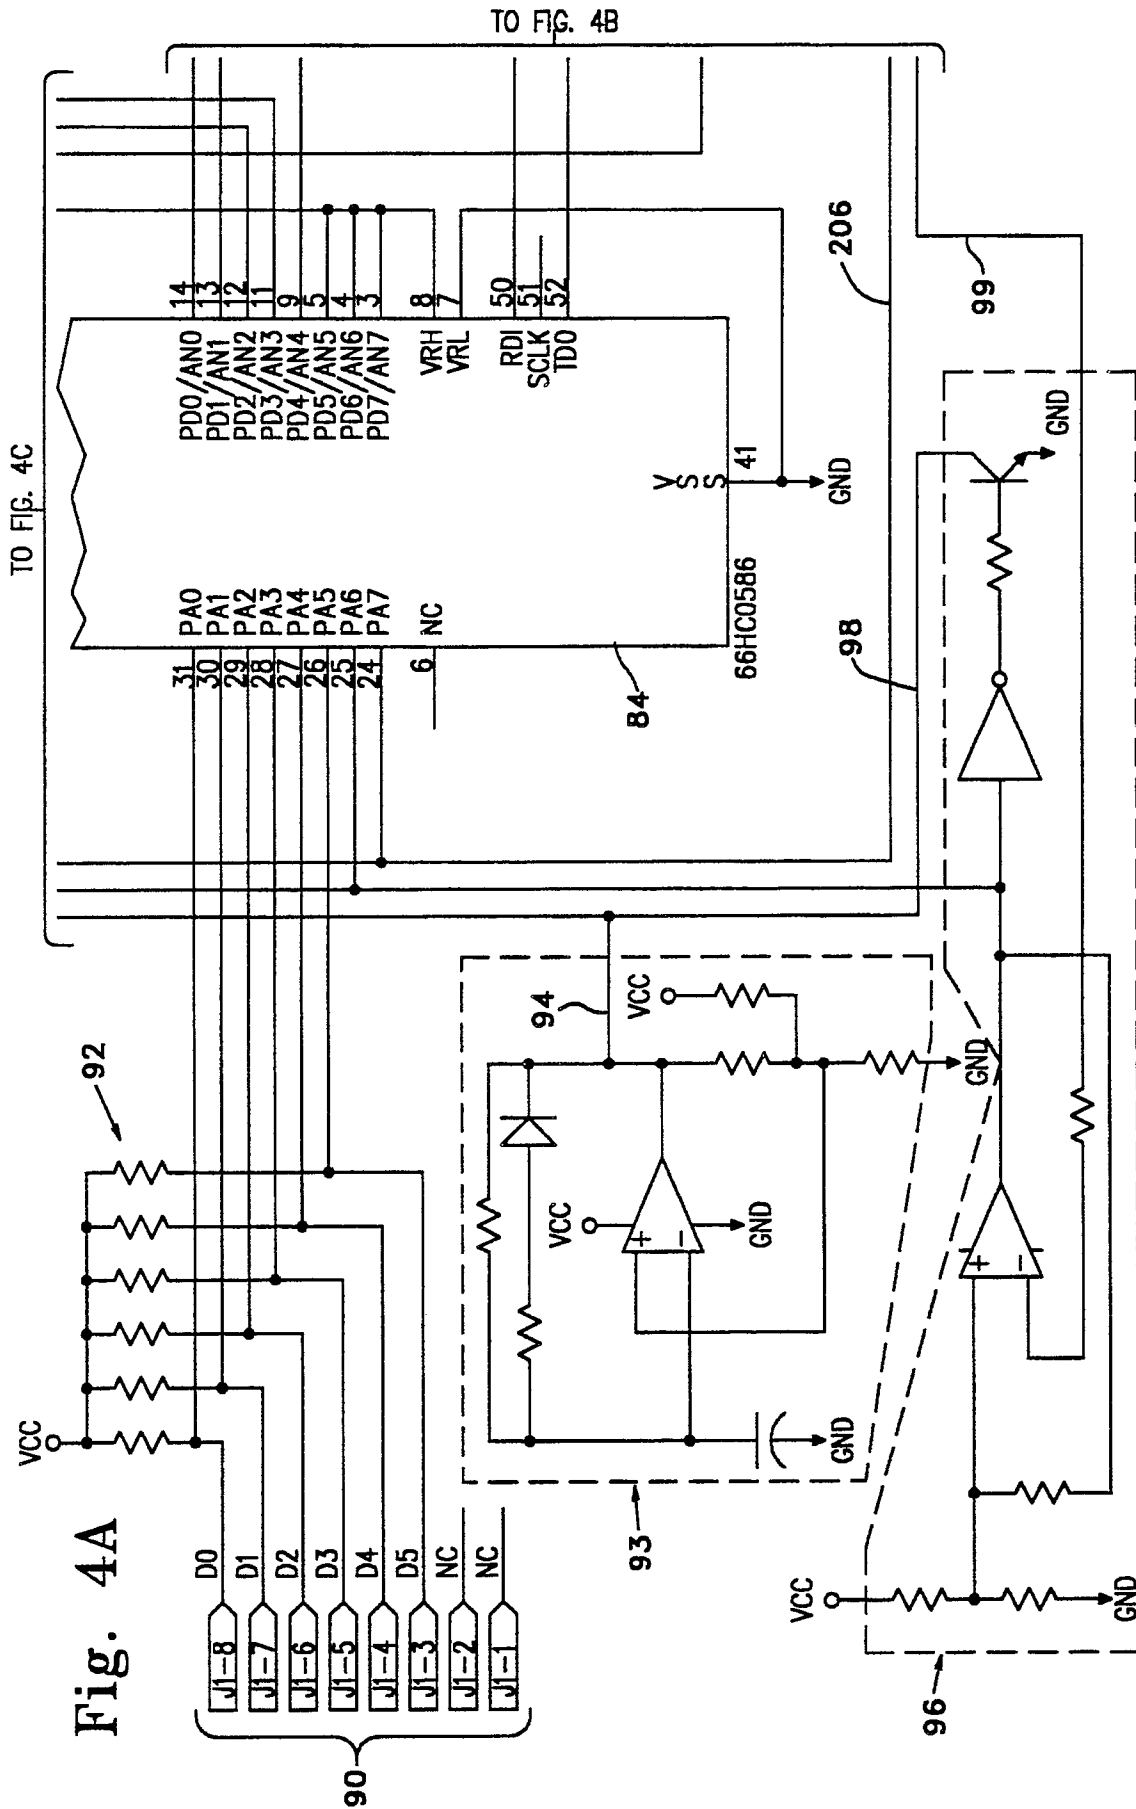 Fig. 4A
TO FIG. 4C
TO FIG. 4B
VCC
92
90
J1-8 D0
J1-7 D1
J1-6 D2
J1-5 D3
J1-4 D4
J1-3 D5
J1-2 NC
J1-1 NC
31 PA0
30 PA1
29 PA2
28 PA3
27 PA4
26 PA5
25 PA6
24 PA7
6 NC
PD0/AN0 14
PD1/AN1 13
PD2/AN2 12
PD3/AN3 11
PD4/AN4 9
PD5/AN5 5
PD6/AN6 4
PD7/AN7 3
VRH 8
VRL 7
RDI 50
SCLK 51
TDO 52
VSS 41
GND
84
66HC0586
93
94
VCC
VCC
+
-
GND
GND
GND
206
98
99
96
VCC
GND
+
-
GND